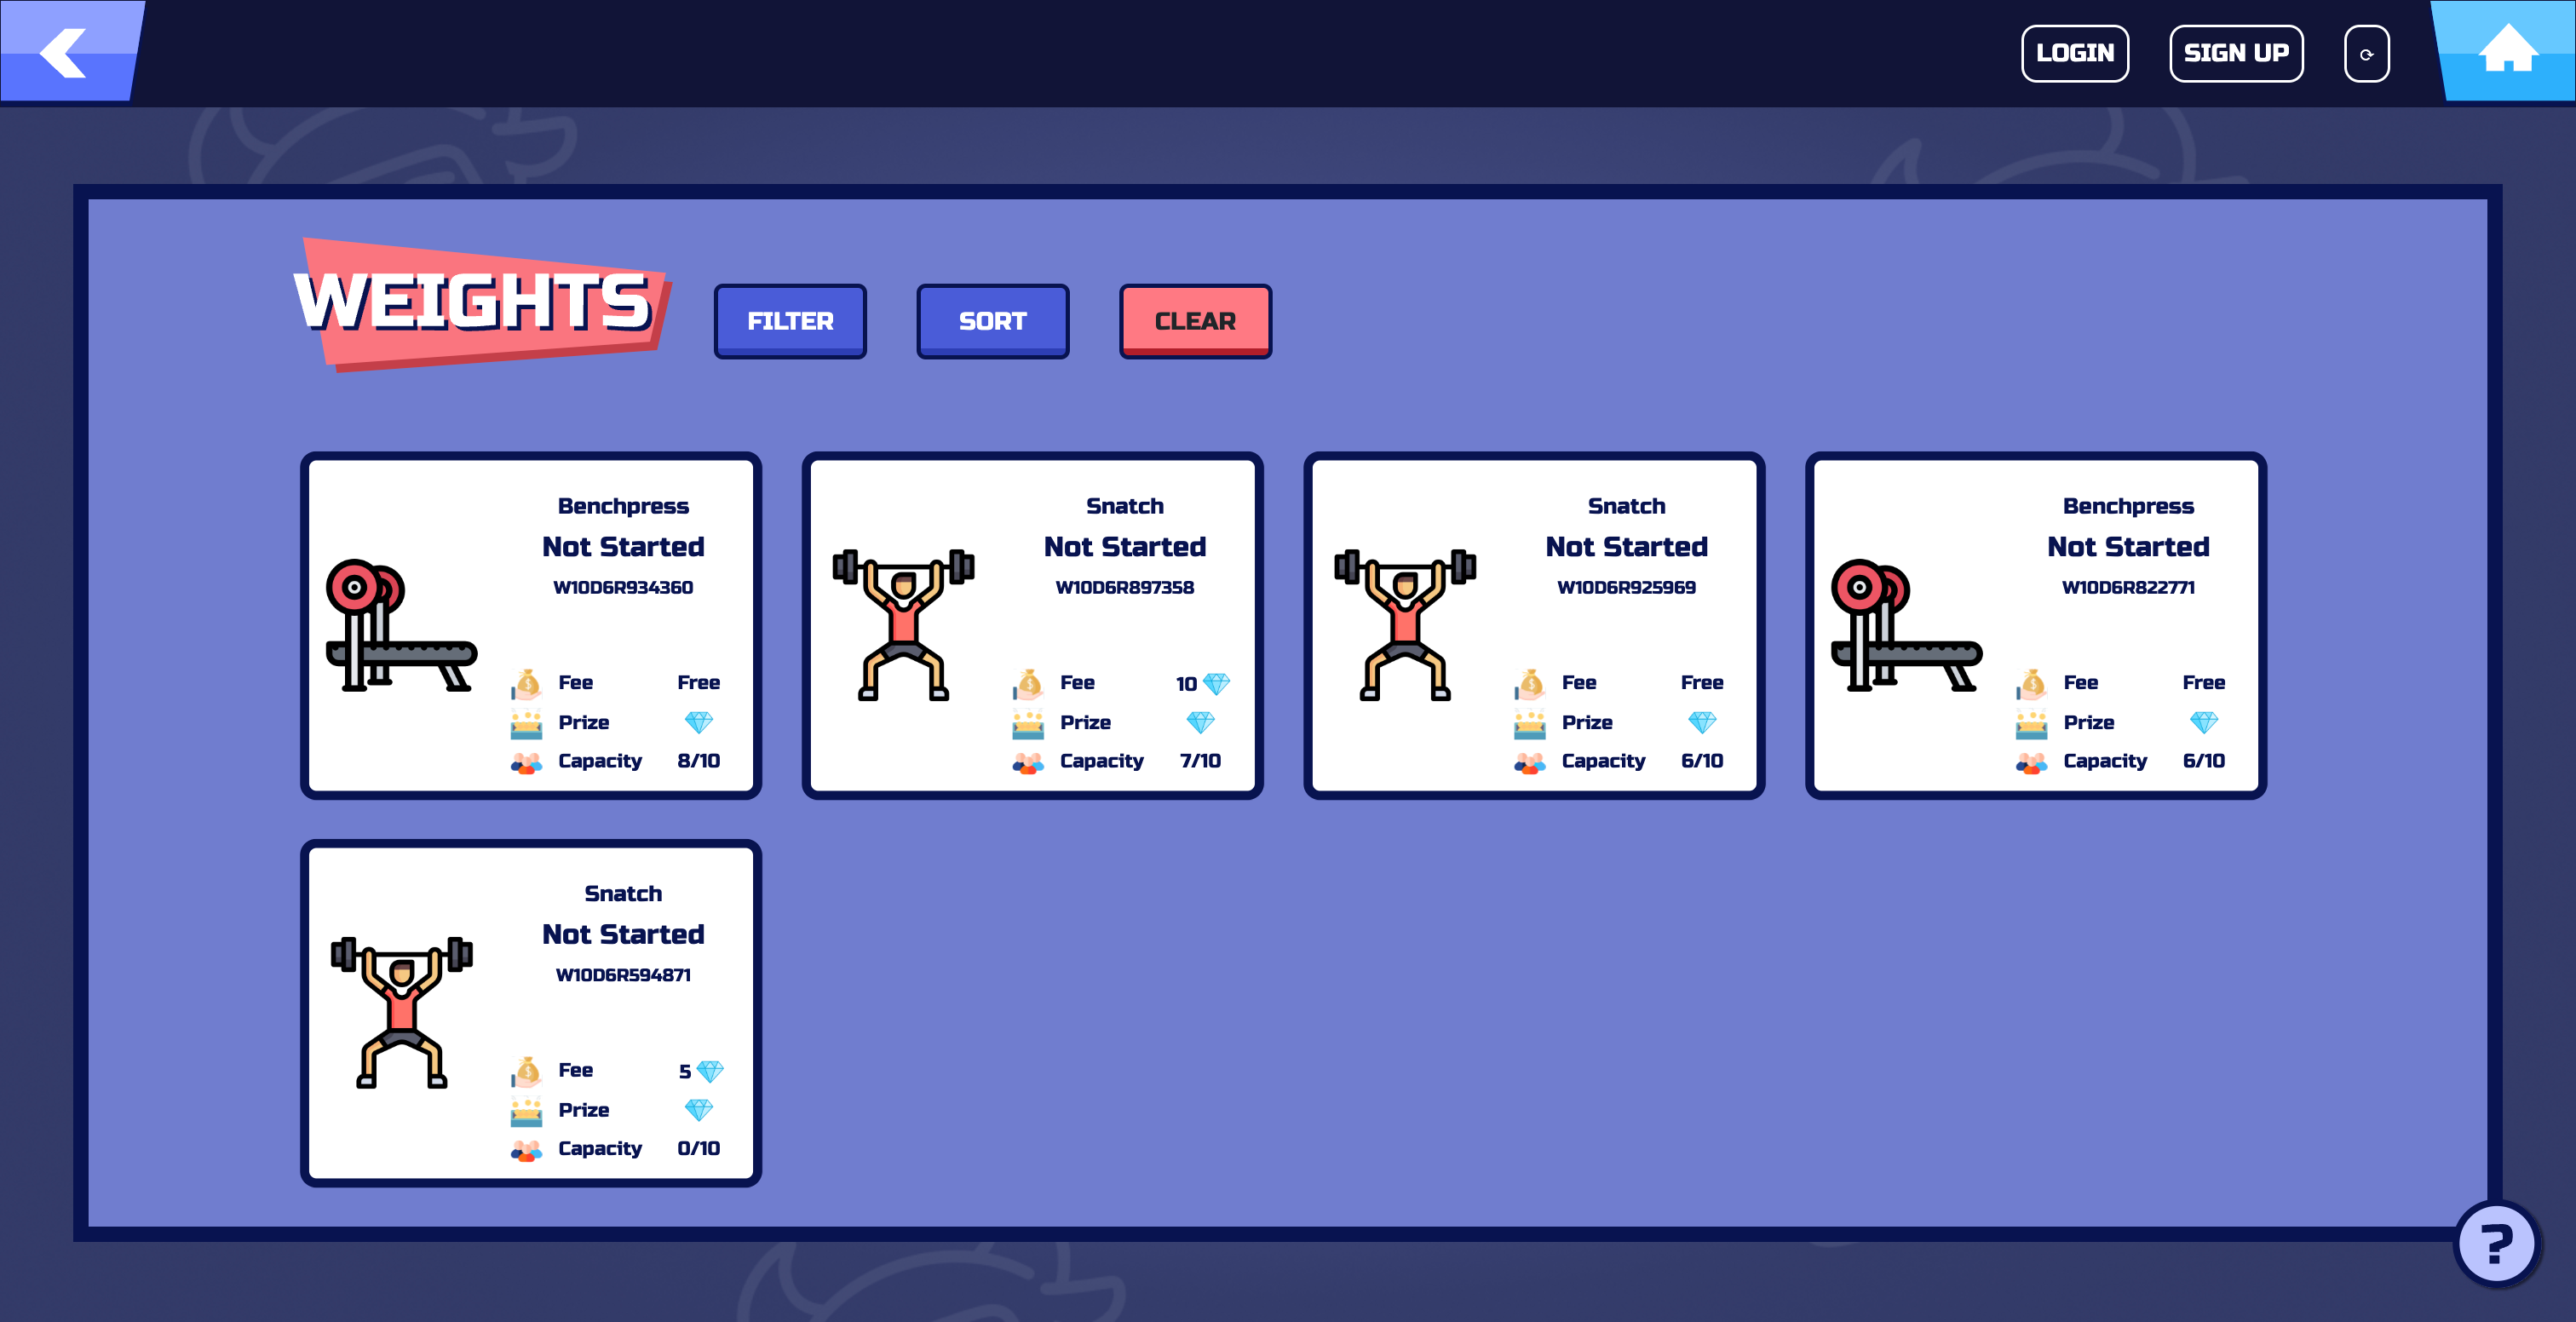 LOGIN
SIGN UP
WEIGHTS
FILTER
SORT
CLEAR
Benchpress
Not Started
W10D6R934360
Fee Free
Prize
Capacity 8/10
Snatch
Not Started
W10D6R897358
Fee 10
Prize
Capacity 7/10
Snatch
Not Started
W10D6R925969
Fee Free
Prize
Capacity 6/10
Benchpress
Not Started
W10D6R822771
Fee Free
Prize
Capacity 6/10
Snatch
Not Started
W10D6R594871
Fee 5
Prize
Capacity 0/10
?